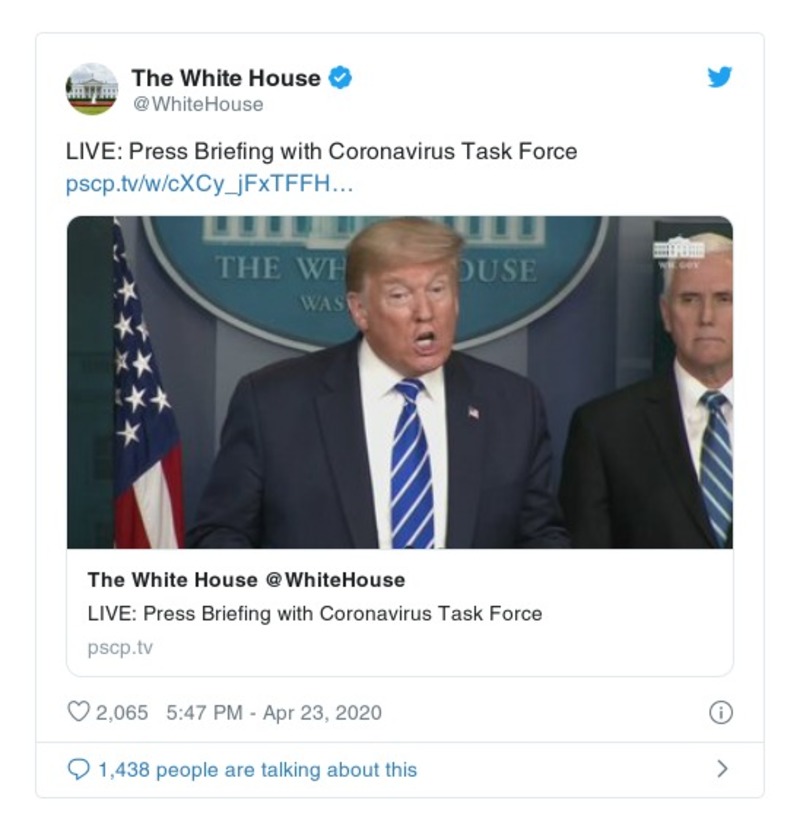 The White House
@WhiteHouse
LIVE: Press Briefing with Coronavirus Task Force
pscp.tv/w/cXCy_jFxTFFH…
THE WH OUSE
WAS
WH.GOV
The White House @WhiteHouse
LIVE: Press Briefing with Coronavirus Task Force
pscp.tv
2,065 5:47 PM - Apr 23, 2020
1,438 people are talking about this